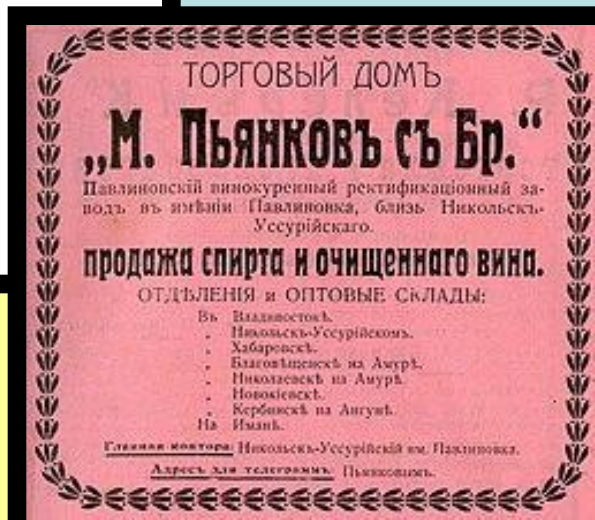 ТОРГОВЫЙ ДОМЪ
„М. Пьянковъ съ Бр.“
Павлиновскій винокуренный ректификаціонный за-
водъ въ имѣніи Павлиновка, близь Никольскъ-
Уссурійскаго.
продажа спирта и очищеннаго вина.
ОТДѢЛЕНІЯ и ОПТОВЫЕ СКЛАДЫ:
Въ Владивостокѣ.
„ Никольскъ-Уссурійскомъ.
„ Хабаровскѣ.
„ Благовѣщенскѣ на Амурѣ.
„ Николаевскѣ на Амурѣ.
„ Новокіевскѣ.
„ Кербинскѣ на Амгунѣ.
На Иманѣ.
Главная контора: Никольскъ-Уссурійскій им. Павлиновка.
Адресъ для телеграммъ: Пьянковымъ.